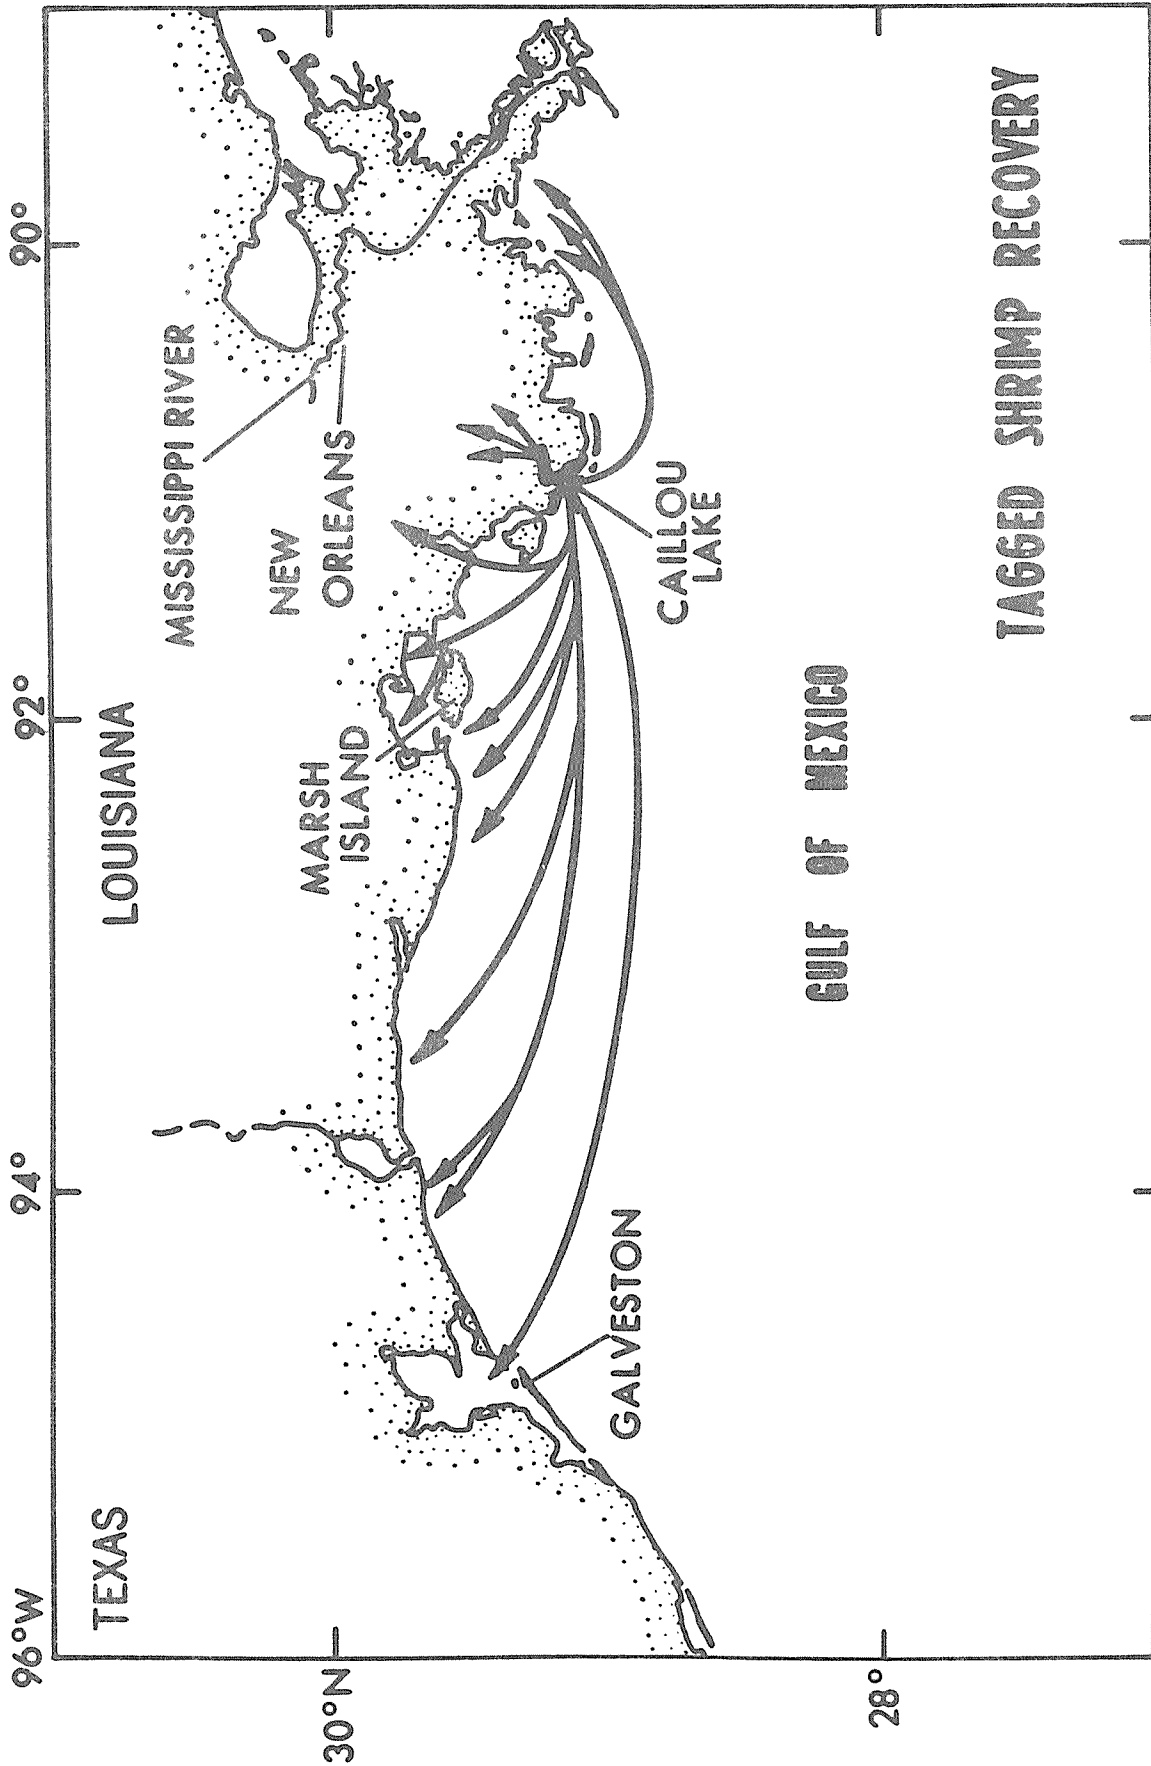 96°W
94°
92°
90°
TEXAS
LOUISIANA
MISSISSIPPI RIVER
NEW
ORLEANS
MARSH
ISLAND
30°N
CAILLOU
LAKE
GALVESTON
GULF OF MEXICO
28°
TAGGED SHRIMP RECOVERY